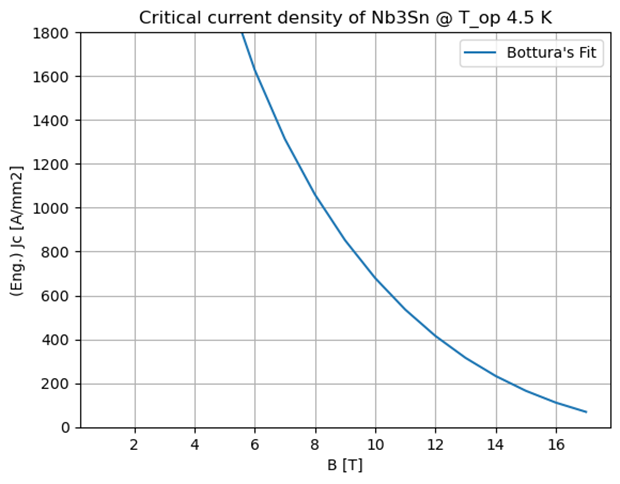 Critical current density of Nb3Sn @ T_op 4.5 K
Bottura's Fit
(Eng.) Jc [A/mm2]
1800
1600
1400
1200
1000
800
600
400
200
0
2 4 6 8 10 12 14 16
B [T]